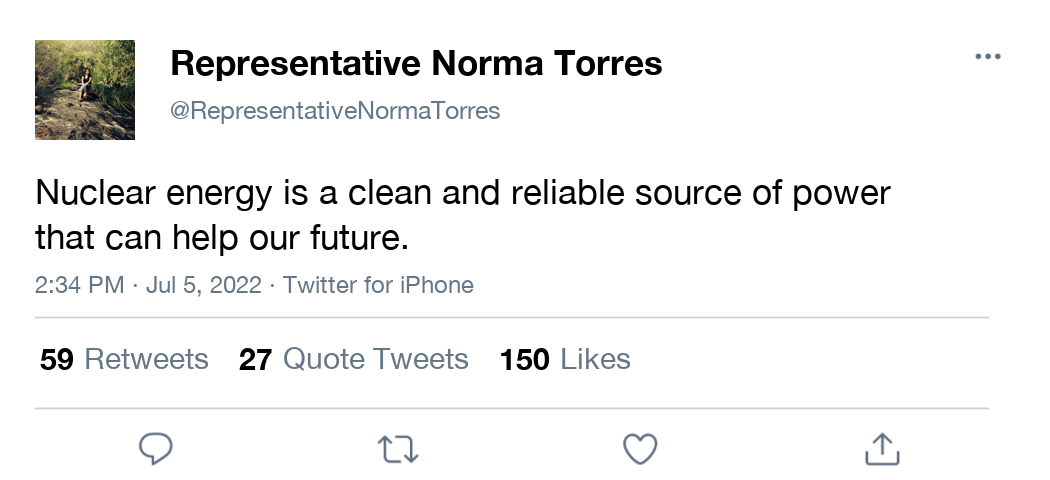 Representative Norma Torres
@RepresentativeNormaTorres
Nuclear energy is a clean and reliable source of power
that can help our future.
2:34 PM · Jul 5, 2022 · Twitter for iPhone
59 Retweets 27 Quote Tweets 150 Likes